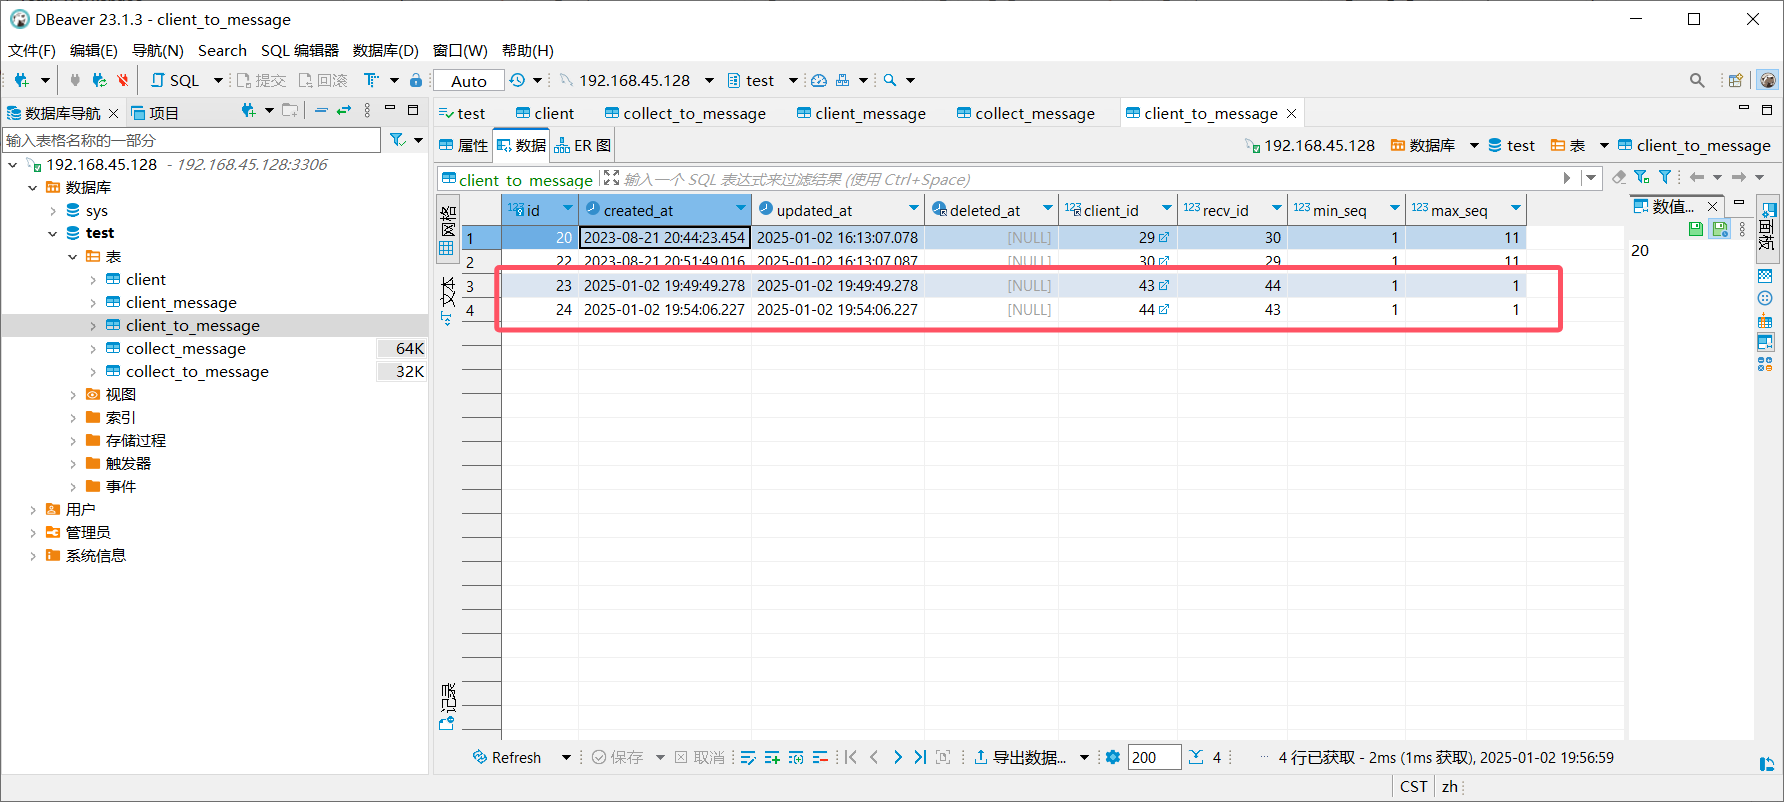 DBeaver 23.1.3 - client_to_message
文件(F) 编辑(E) 导航(N) Search SQL 编辑器 数据库(D) 窗口(W) 帮助(H)
SQL 提交 回滚 Auto 192.168.45.128 test
数据库导航 项目
输入表格名称的一部分
192.168.45.128 - 192.168.45.128:3306
数据库
sys
test
表
client
client_message
client_to_message
collect_message 64K
collect_to_message 32K
视图
索引
存储过程
触发器
事件
用户
管理员
系统信息
test client collect_to_message client_message collect_message client_to_message
属性 数据 ER 图 192.168.45.128 数据库 test 表 client_to_message
client_to_message 输入一个 SQL 表达式来过滤结果 (使用 Ctrl+Space)
网格
文本
记录
id created_at updated_at deleted_at client_id recv_id min_seq max_seq
1 20 2023-08-21 20:44:23.454 2025-01-02 16:13:07.078 [NULL] 29 30 1 11
2 22 2023-08-21 20:51:49.016 2025-01-02 16:13:07.087 [NULL] 30 29 1 11
3 23 2025-01-02 19:49:49.278 2025-01-02 19:49:49.278 [NULL] 43 44 1 1
4 24 2025-01-02 19:54:06.227 2025-01-02 19:54:06.227 [NULL] 44 43 1 1
数值...
20
面板
Refresh 保存 取消 导出数据... 200 4 4 行已获取 - 2ms (1ms 获取), 2025-01-02 19:56:59
CST zh